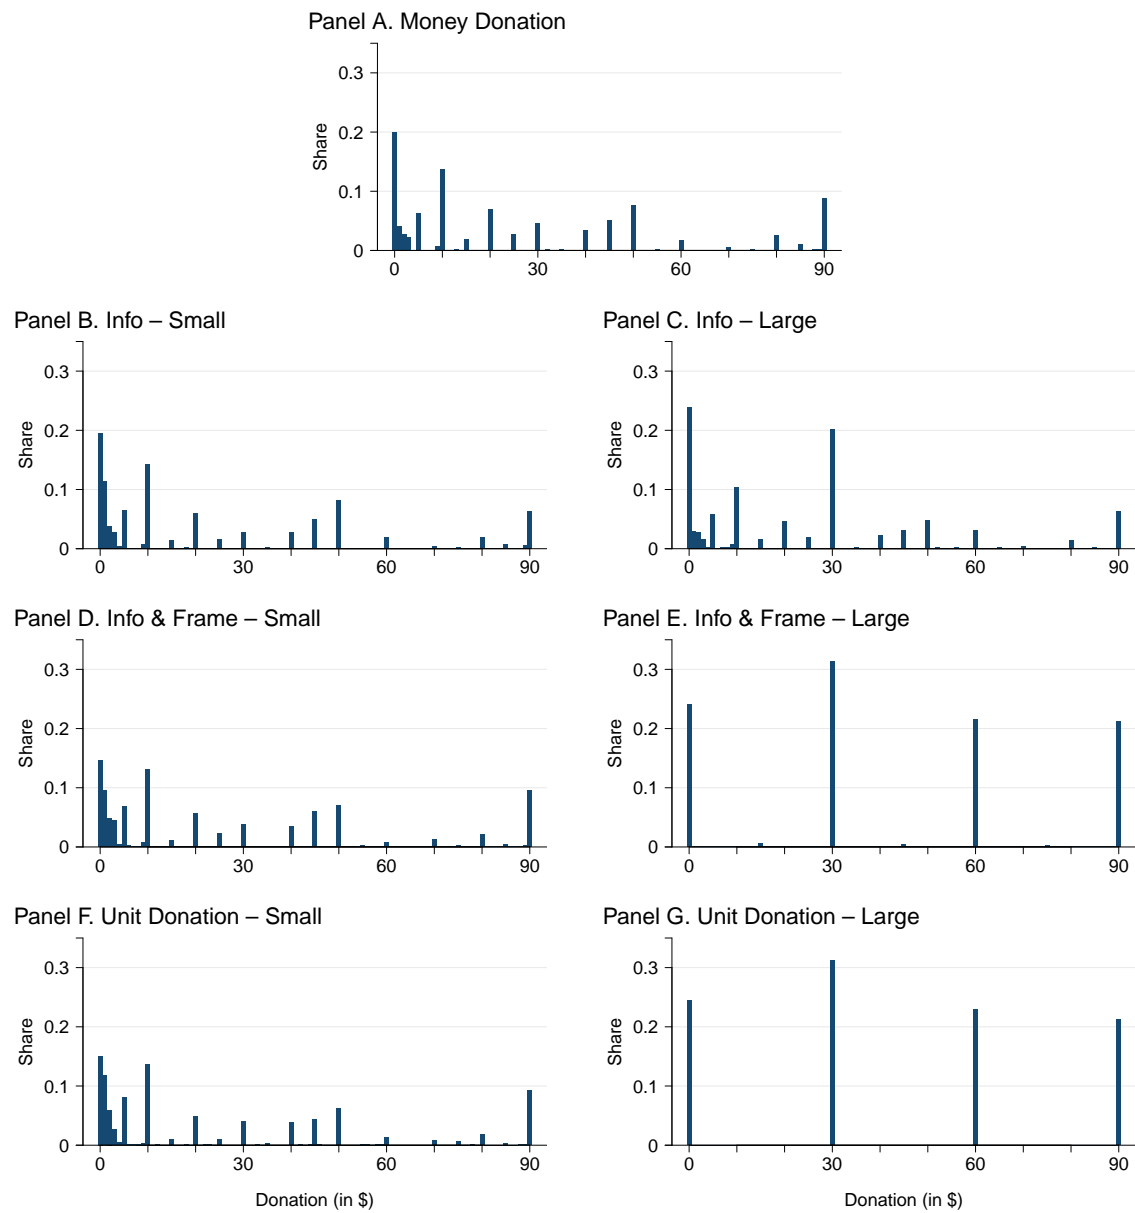 Panel A. Money Donation
0.3
0.2
0.1
0
Share
0 30 60 90
Panel B. Info – Small
0.3
0.2
0.1
0
Share
0 30 60 90
Panel C. Info – Large
0.3
0.2
0.1
0
Share
0 30 60 90
Panel D. Info & Frame – Small
0.3
0.2
0.1
0
Share
0 30 60 90
Panel E. Info & Frame – Large
0.3
0.2
0.1
0
Share
0 30 60 90
Panel F. Unit Donation – Small
0.3
0.2
0.1
0
Share
0 30 60 90
Donation (in $)
Panel G. Unit Donation – Large
0.3
0.2
0.1
0
Share
0 30 60 90
Donation (in $)